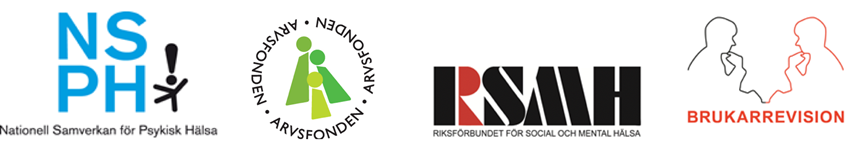 NS
PH
Nationell Samverkan för Psykisk Hälsa
ARVSFONDEN • ARVSFONDEN • ARVSFONDEN •
RSMH
RIKSFÖRBUNDET FÖR SOCIAL OCH MENTAL HÄLSA
BRUKARREVISION